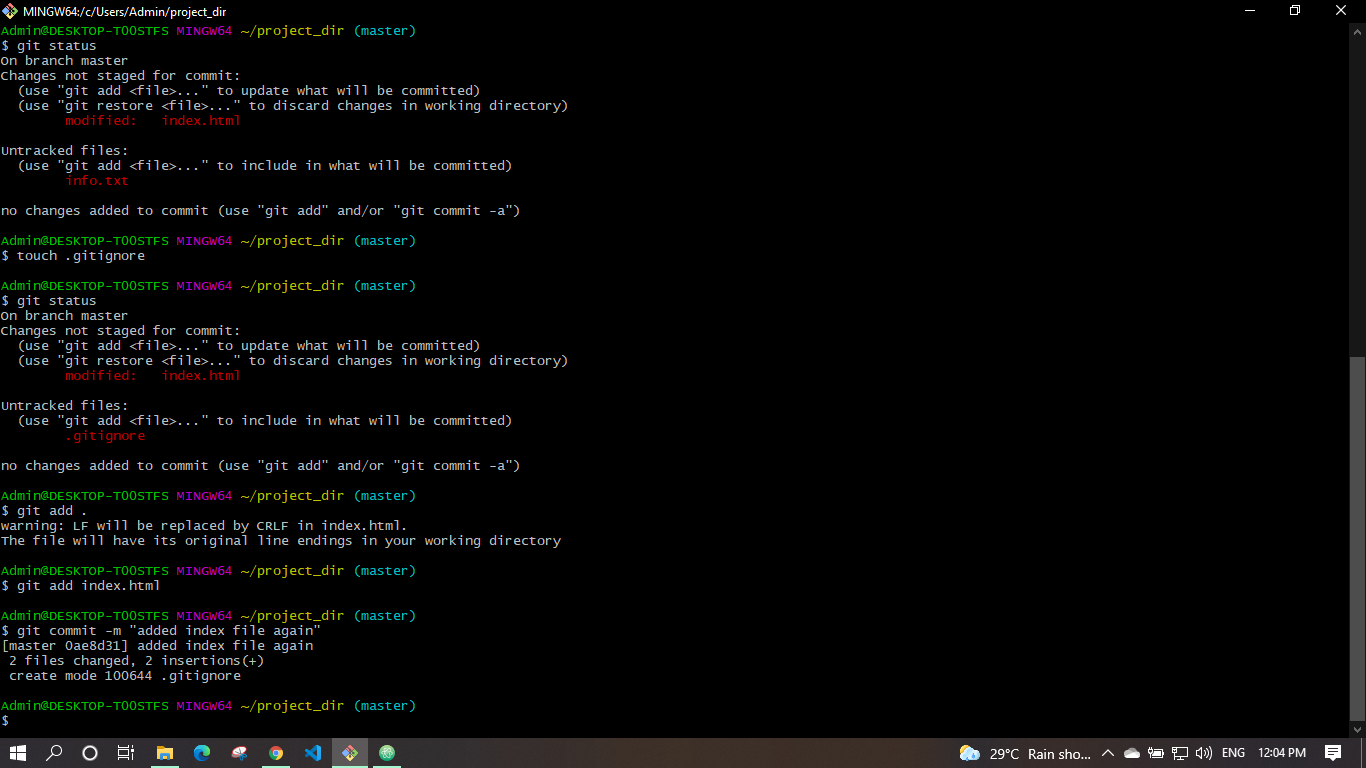 MINGW64:/c/Users/Admin/project_dir
Admin@DESKTOP-TOOSTFS MINGW64 ~/project_dir (master)
$ git status
On branch master
Changes not staged for commit:
  (use "git add <file>..." to update what will be committed)
  (use "git restore <file>..." to discard changes in working directory)
        modified:   index.html

Untracked files:
  (use "git add <file>..." to include in what will be committed)
        info.txt

no changes added to commit (use "git add" and/or "git commit -a")

Admin@DESKTOP-TOOSTFS MINGW64 ~/project_dir (master)
$ touch .gitignore

Admin@DESKTOP-TOOSTFS MINGW64 ~/project_dir (master)
$ git status
On branch master
Changes not staged for commit:
  (use "git add <file>..." to update what will be committed)
  (use "git restore <file>..." to discard changes in working directory)
        modified:   index.html

Untracked files:
  (use "git add <file>..." to include in what will be committed)
        .gitignore

no changes added to commit (use "git add" and/or "git commit -a")

Admin@DESKTOP-TOOSTFS MINGW64 ~/project_dir (master)
$ git add .
warning: LF will be replaced by CRLF in index.html.
The file will have its original line endings in your working directory

Admin@DESKTOP-TOOSTFS MINGW64 ~/project_dir (master)
$ git add index.html

Admin@DESKTOP-TOOSTFS MINGW64 ~/project_dir (master)
$ git commit -m "added index file again"
[master 0ae8d31] added index file again
 2 files changed, 2 insertions(+)
 create mode 100644 .gitignore

Admin@DESKTOP-TOOSTFS MINGW64 ~/project_dir (master)
$
29°C Rain sho... ENG 12:04 PM